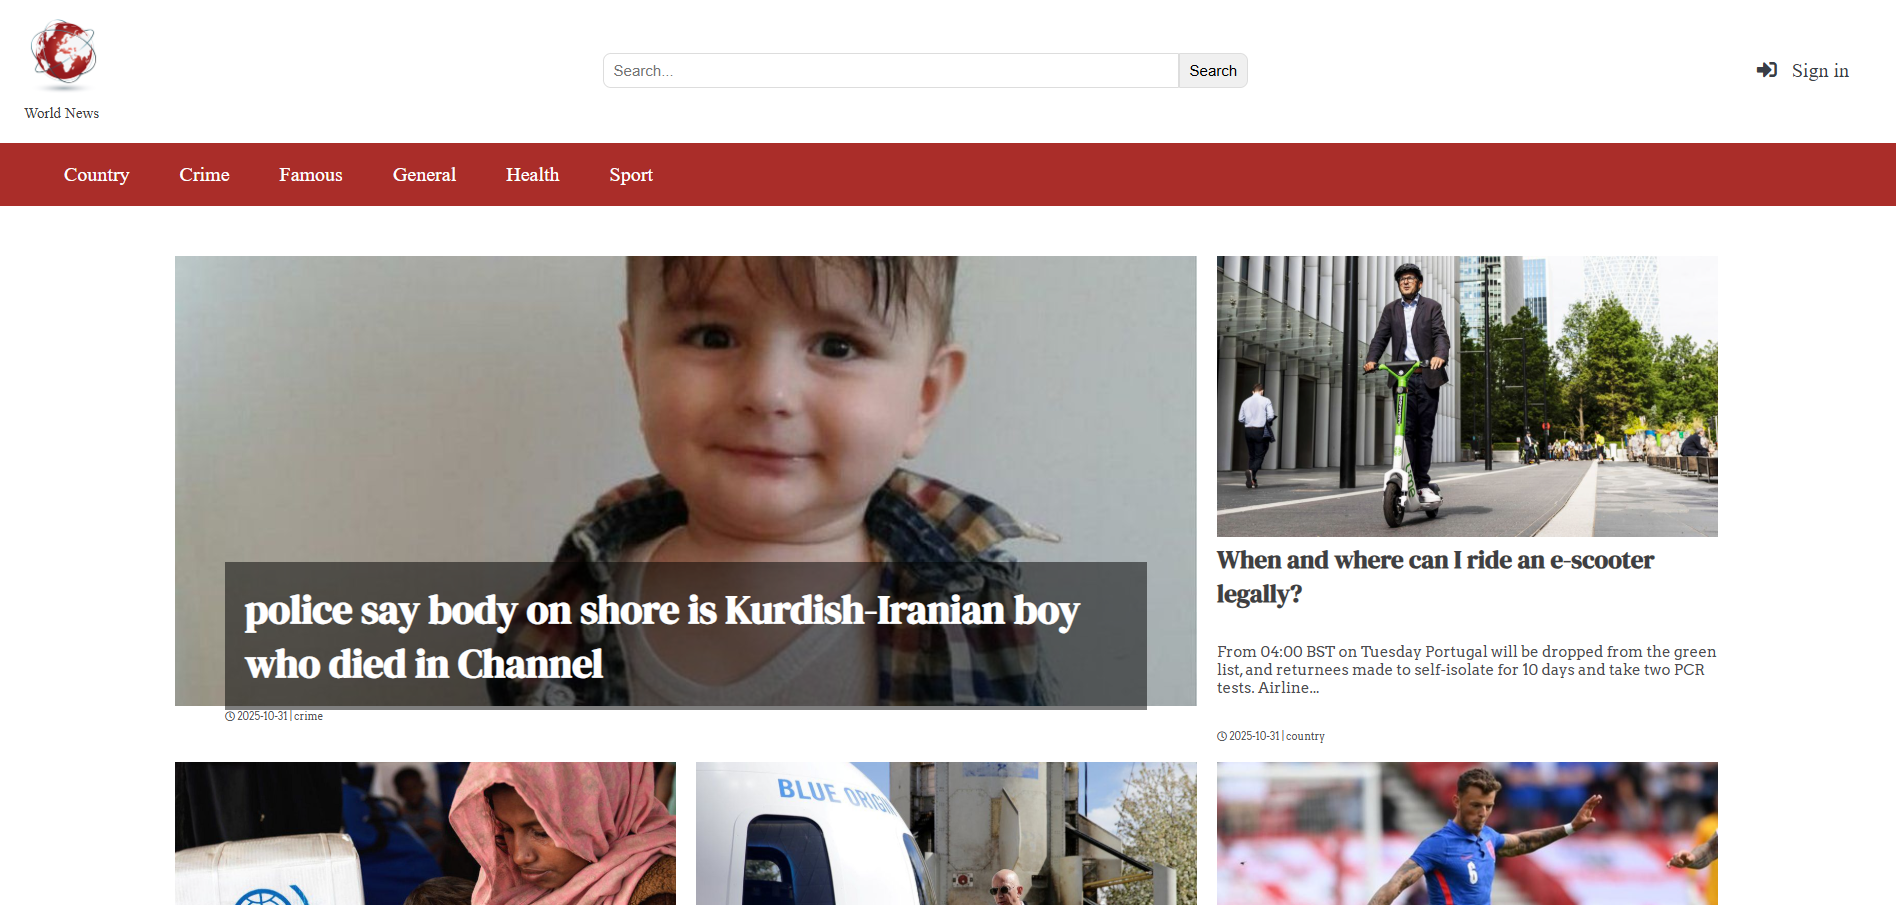 World News
Search...
Search
Sign in
Country
Crime
Famous
General
Health
Sport
police say body on shore is Kurdish-Iranian boy
who died in Channel
2025-10-31 | crime
When and where can I ride an e-scooter
legally?
From 04:00 BST on Tuesday Portugal will be dropped from the green
list, and returnees made to self-isolate for 10 days and take two PCR
tests. Airline...
2025-10-31 | country
BLUE ORIGIN
6